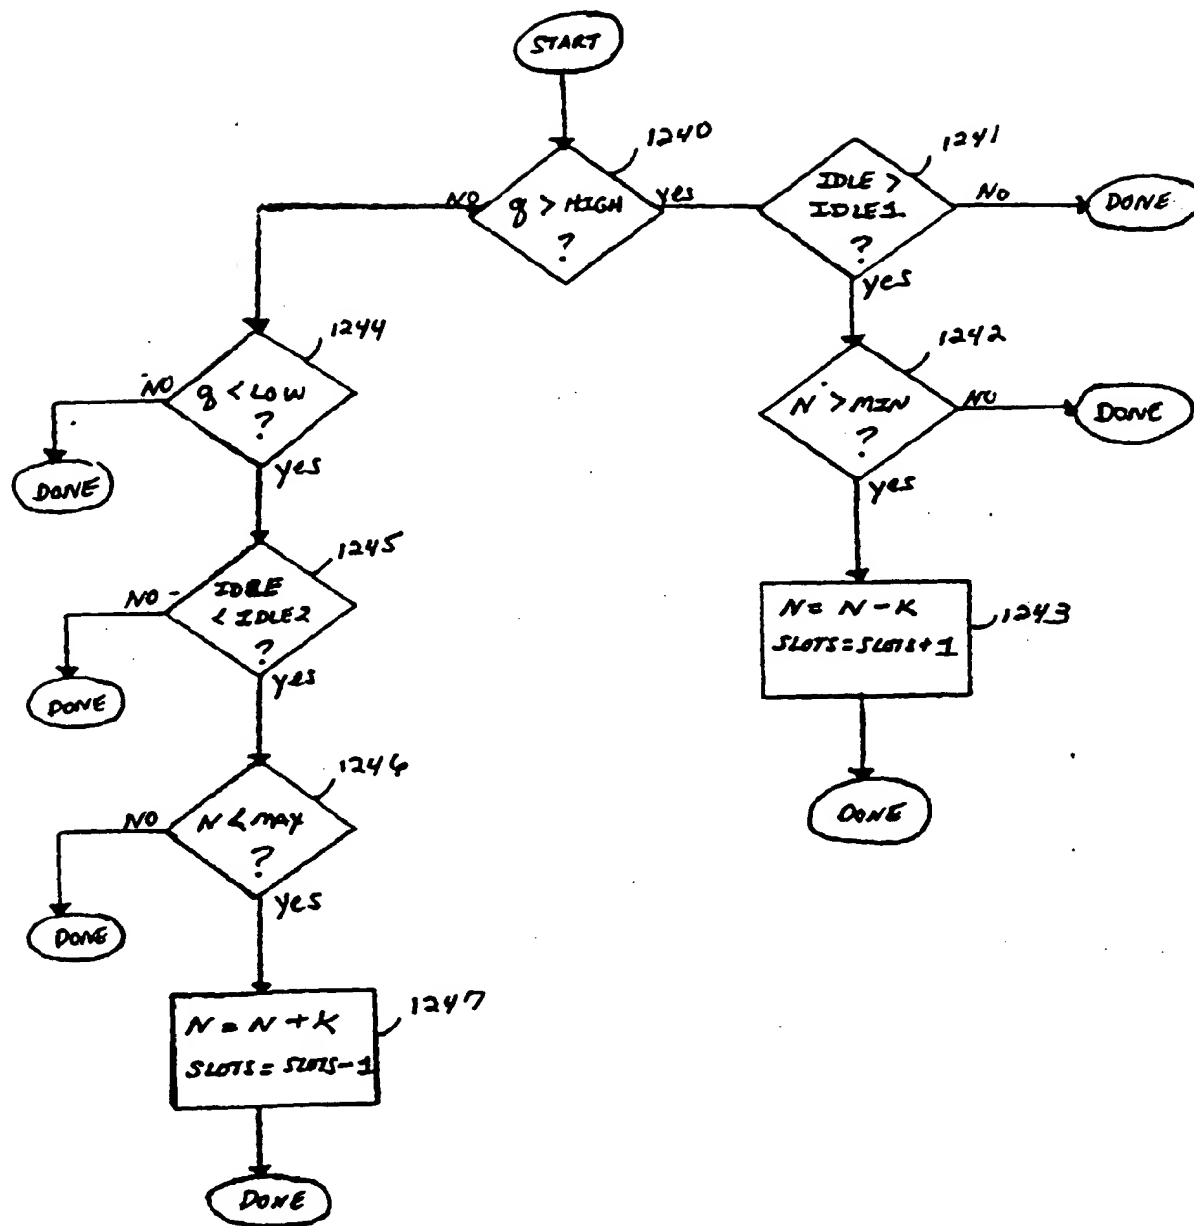 START
1240
q > HIGH
?
NO
yes
1241
IDLE >
IDLE1
?
NO
DONE
yes
1242
N > MIN
?
NO
DONE
yes
N = N - K
SLOTS = SLOTS + 1
1243
DONE
1244
q < LOW
?
NO
DONE
yes
1245
IDLE
< IDLE2
?
NO
DONE
yes
1246
N < MAX
?
NO
DONE
yes
1247
N = N + K
SLOTS = SLOTS - 1
DONE